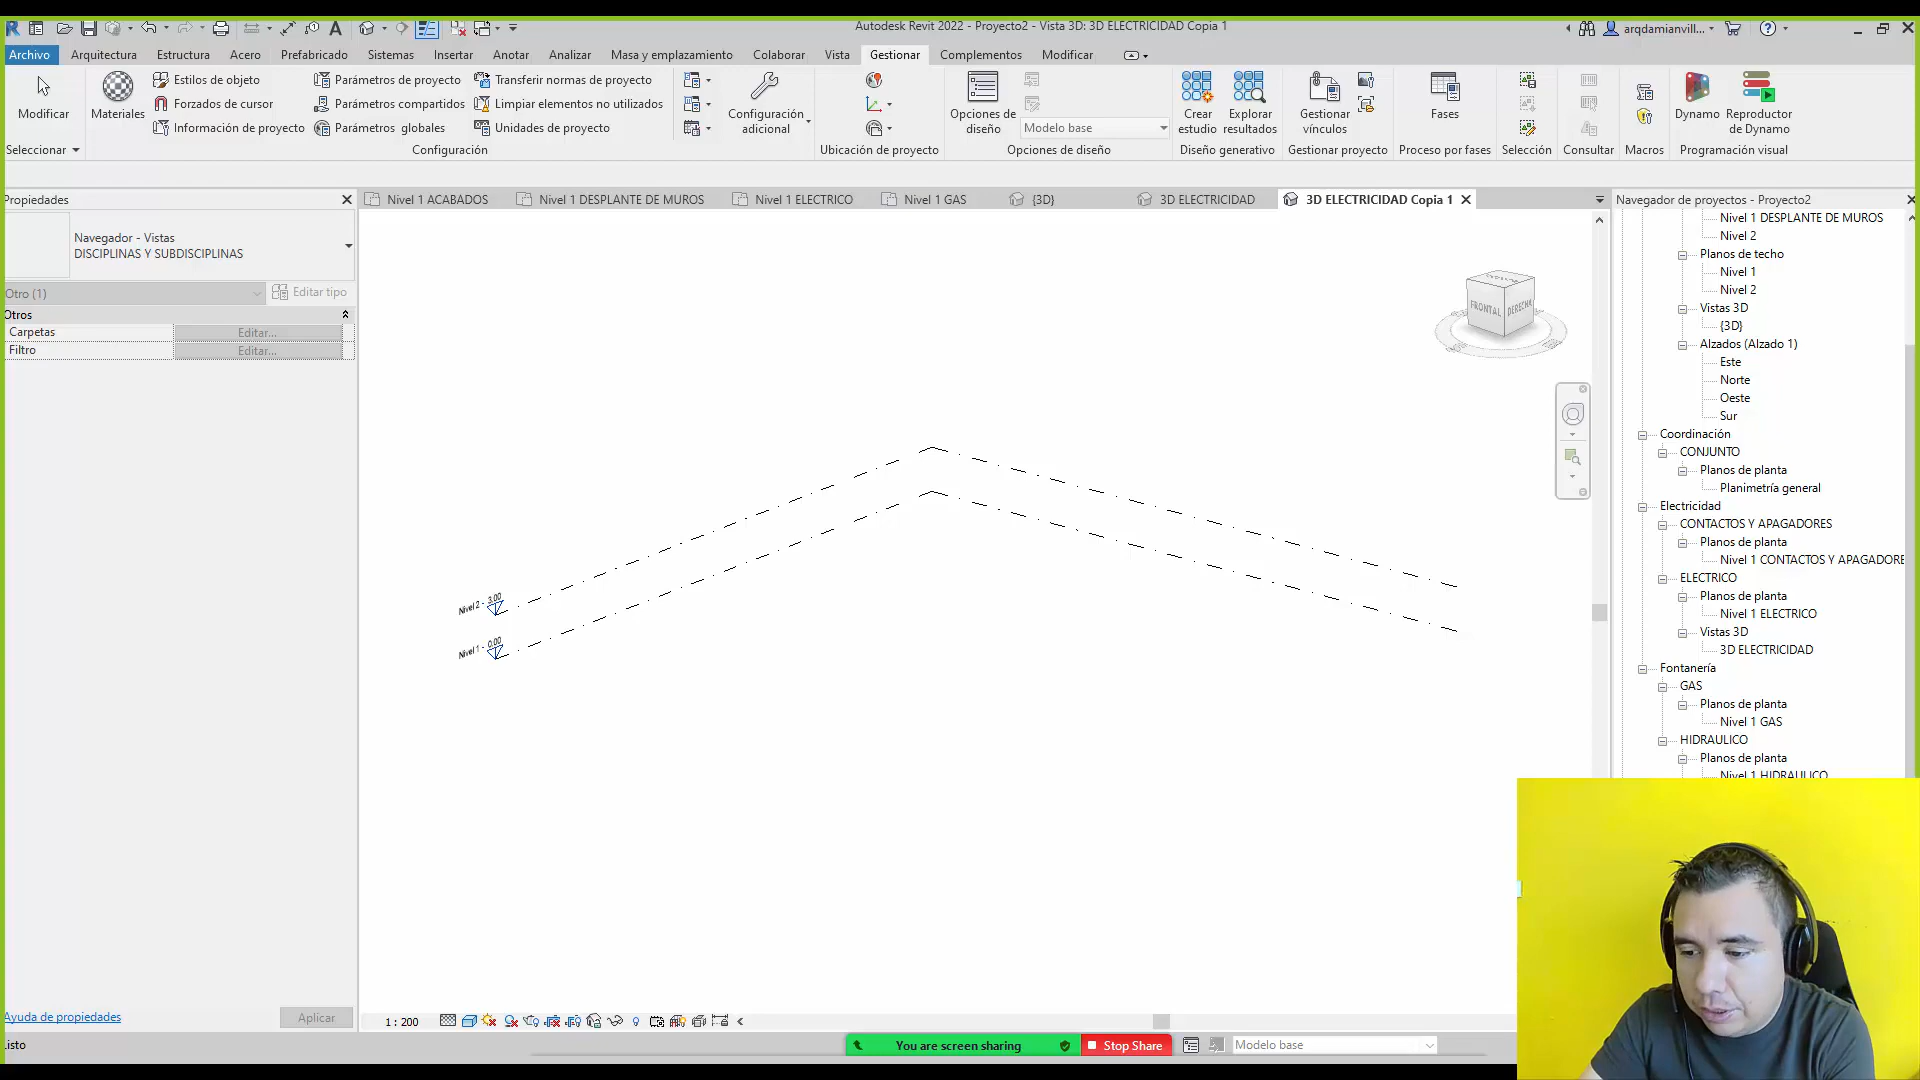 Autodesk Revit 2022 - Proyecto2 - Vista 3D: 3D ELECTRICIDAD Copia 1
arqdamianvill...
Archivo Arquitectura Estructura Acero Prefabricado Sistemas Insertar Anotar Analizar Masa y emplazamiento Colaborar Vista Gestionar Complementos Modificar
Modificar
Seleccionar
Materiales
Estilos de objeto
Forzados de cursor
Información de proyecto
Parámetros de proyecto
Parámetros compartidos
Parámetros globales
Transferir normas de proyecto
Limpiar elementos no utilizados
Unidades de proyecto
Configuración
Configuración
adicional
Ubicación de proyecto
Opciones de
diseño
Modelo base
Opciones de diseño
Crear
estudio
Explorar
resultados
Diseño generativo
Gestionar
vínculos
Gestionar proyecto
Fases
Proceso por fases
Selección
Consultar
Macros
Dynamo
Reproductor
de Dynamo
Programación visual
Propiedades
Navegador - Vistas
DISCIPLINAS Y SUBDISCIPLINAS
Otro (1)
Editar tipo
Otros
Carpetas Editar...
Filtro Editar...
Ayuda de propiedades
Aplicar
Nivel 1 ACABADOS
Nivel 1 DESPLANTE DE MUROS
Nivel 1 ELECTRICO
Nivel 1 GAS
{3D}
3D ELECTRICIDAD
3D ELECTRICIDAD Copia 1
FRONTAL
DERECHA
Nivel 2 - 3.00
Nivel 1 - 0.00
1 : 200
Navegador de proyectos - Proyecto2
Nivel 1 DESPLANTE DE MUROS
Nivel 2
Planos de techo
Nivel 1
Nivel 2
Vistas 3D
{3D}
Alzados (Alzado 1)
Este
Norte
Oeste
Sur
Coordinación
CONJUNTO
Planos de planta
Planimetría general
Electricidad
CONTACTOS Y APAGADORES
Planos de planta
Nivel 1 CONTACTOS Y APAGADORE
ELECTRICO
Planos de planta
Nivel 1 ELECTRICO
Vistas 3D
3D ELECTRICIDAD
Fontanería
GAS
Planos de planta
Nivel 1 GAS
HIDRAULICO
Planos de planta
Nivel 1 HIDRAULICO
Listo
You are screen sharing
Stop Share
Modelo base